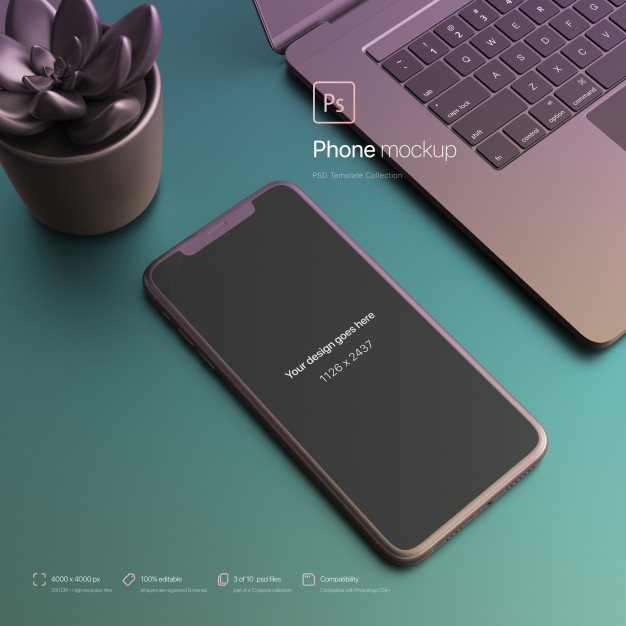 Ps
Phone mockup
PSD Template Collection
Your design goes here
1126 x 2437
1
2
3
4
Q W E R T
tab
A S D F G
caps lock
Z X C
shift
fn
control
option
command
4000 x 4000 px
300 DPI - High resolution files
100% editable
all layers are organized & named
3 of 10 .psd files
part of a 10 pieces collection
Compatibility
Compatible with Photoshop CS4+